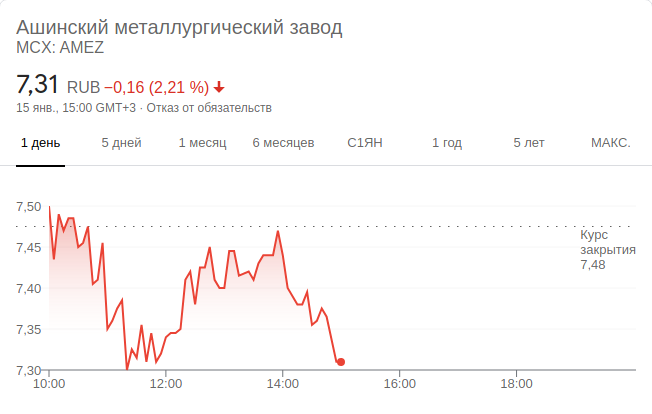 Ашинский металлургический завод
MCX: AMEZ
7,31 RUB −0,16 (2,21 %)
15 янв., 15:00 GMT+3 · Отказ от обязательств
1 день 5 дней 1 месяц 6 месяцев С1ЯН 1 год 5 лет МАКС.
7,50
Курс
закрытия
7,48
7,45
7,40
7,35
7,30
10:00 12:00 14:00 16:00 18:00